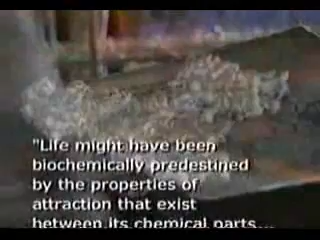 "Life might have been
biochemically predestined
by the properties of
attraction that exist
between its chemical parts...